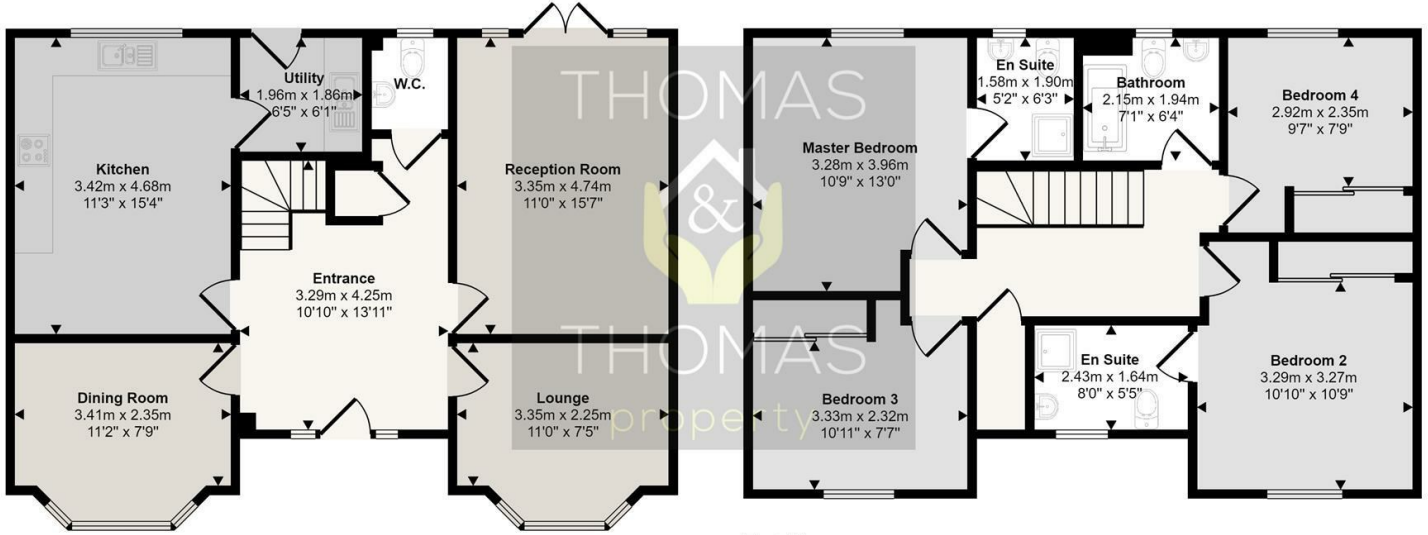 Kitchen
3.42m x 4.68m
11'3" x 15'4"
Utility
1.96m x 1.86m
6'5" x 6'1"
W.C.
Reception Room
3.35m x 4.74m
11'0" x 15'7"
Entrance
3.29m x 4.25m
10'10" x 13'11"
Dining Room
3.41m x 2.35m
11'2" x 7'9"
Lounge
3.35m x 2.25m
11'0" x 7'5"
THOMAS
&
THOMAS
property
Master Bedroom
3.28m x 3.96m
10'9" x 13'0"
En Suite
1.58m x 1.90m
5'2" x 6'3"
Bathroom
2.15m x 1.94m
7'1" x 6'4"
Bedroom 4
2.92m x 2.35m
9'7" x 7'9"
Bedroom 3
3.33m x 2.32m
10'11" x 7'7"
En Suite
2.43m x 1.64m
8'0" x 5'5"
Bedroom 2
3.29m x 3.27m
10'10" x 10'9"